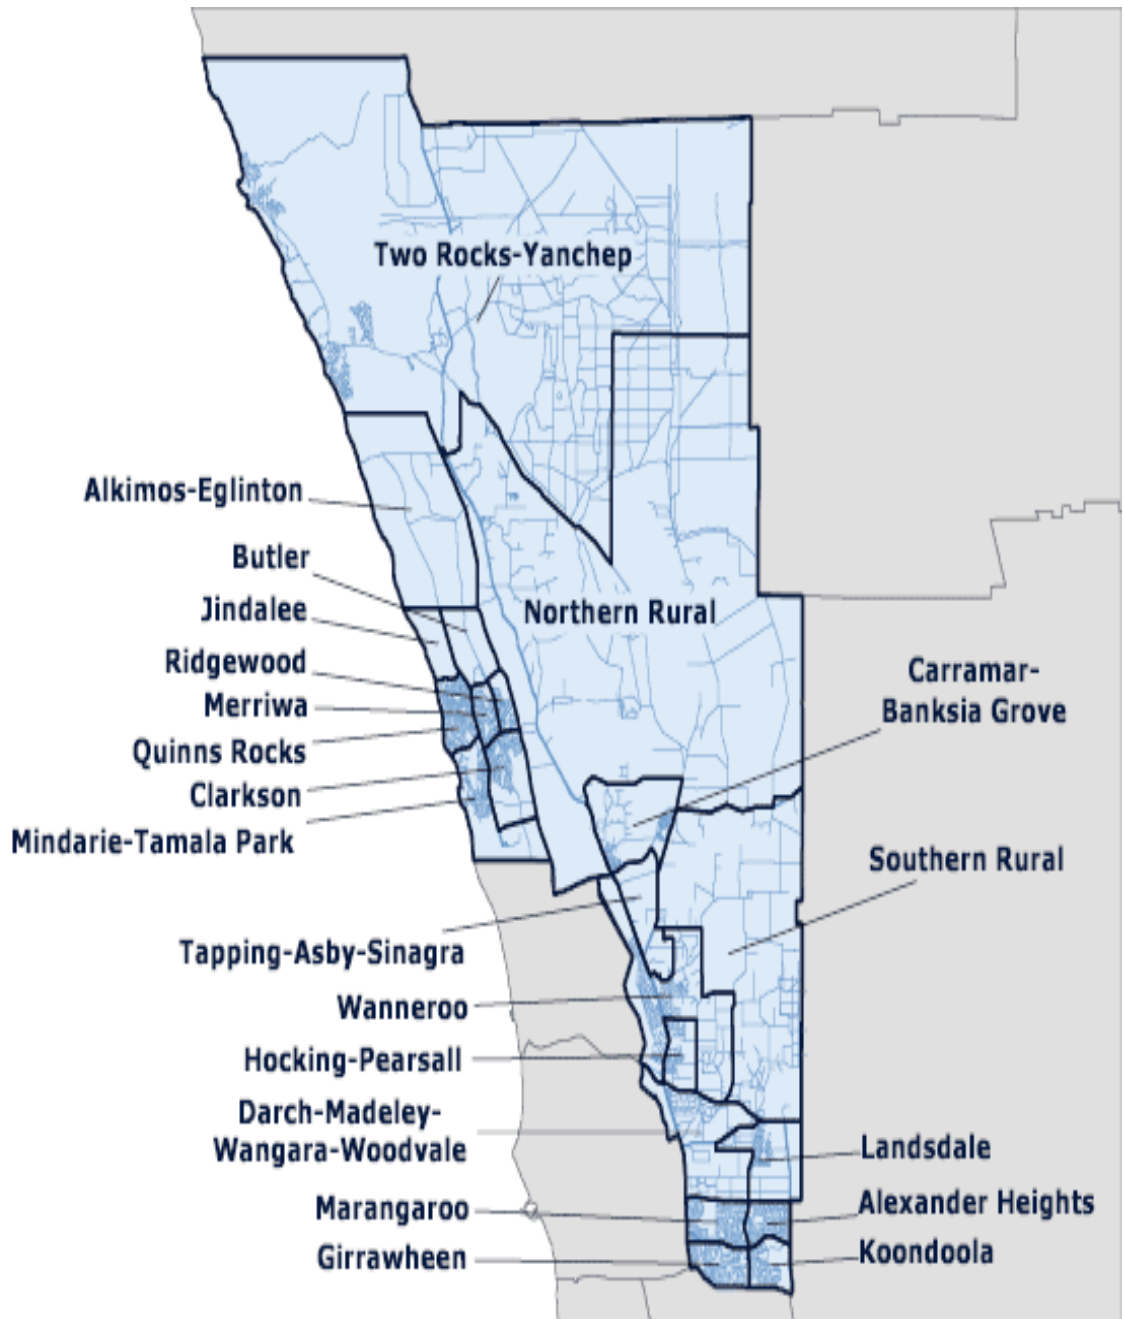 Two Rocks-Yanchep
Alkimos-Eglinton
Butler
Jindalee
Northern Rural
Ridgewood
Merriwa
Carramar-
Banksia Grove
Quinns Rocks
Clarkson
Mindarie-Tamala Park
Southern Rural
Tapping-Asby-Sinagra
Wanneroo
Hocking-Pearsall
Darch-Madeley-
Wangara-Woodvale
Landsdale
Marangaroo
Alexander Heights
Girrawheen
Koondoola